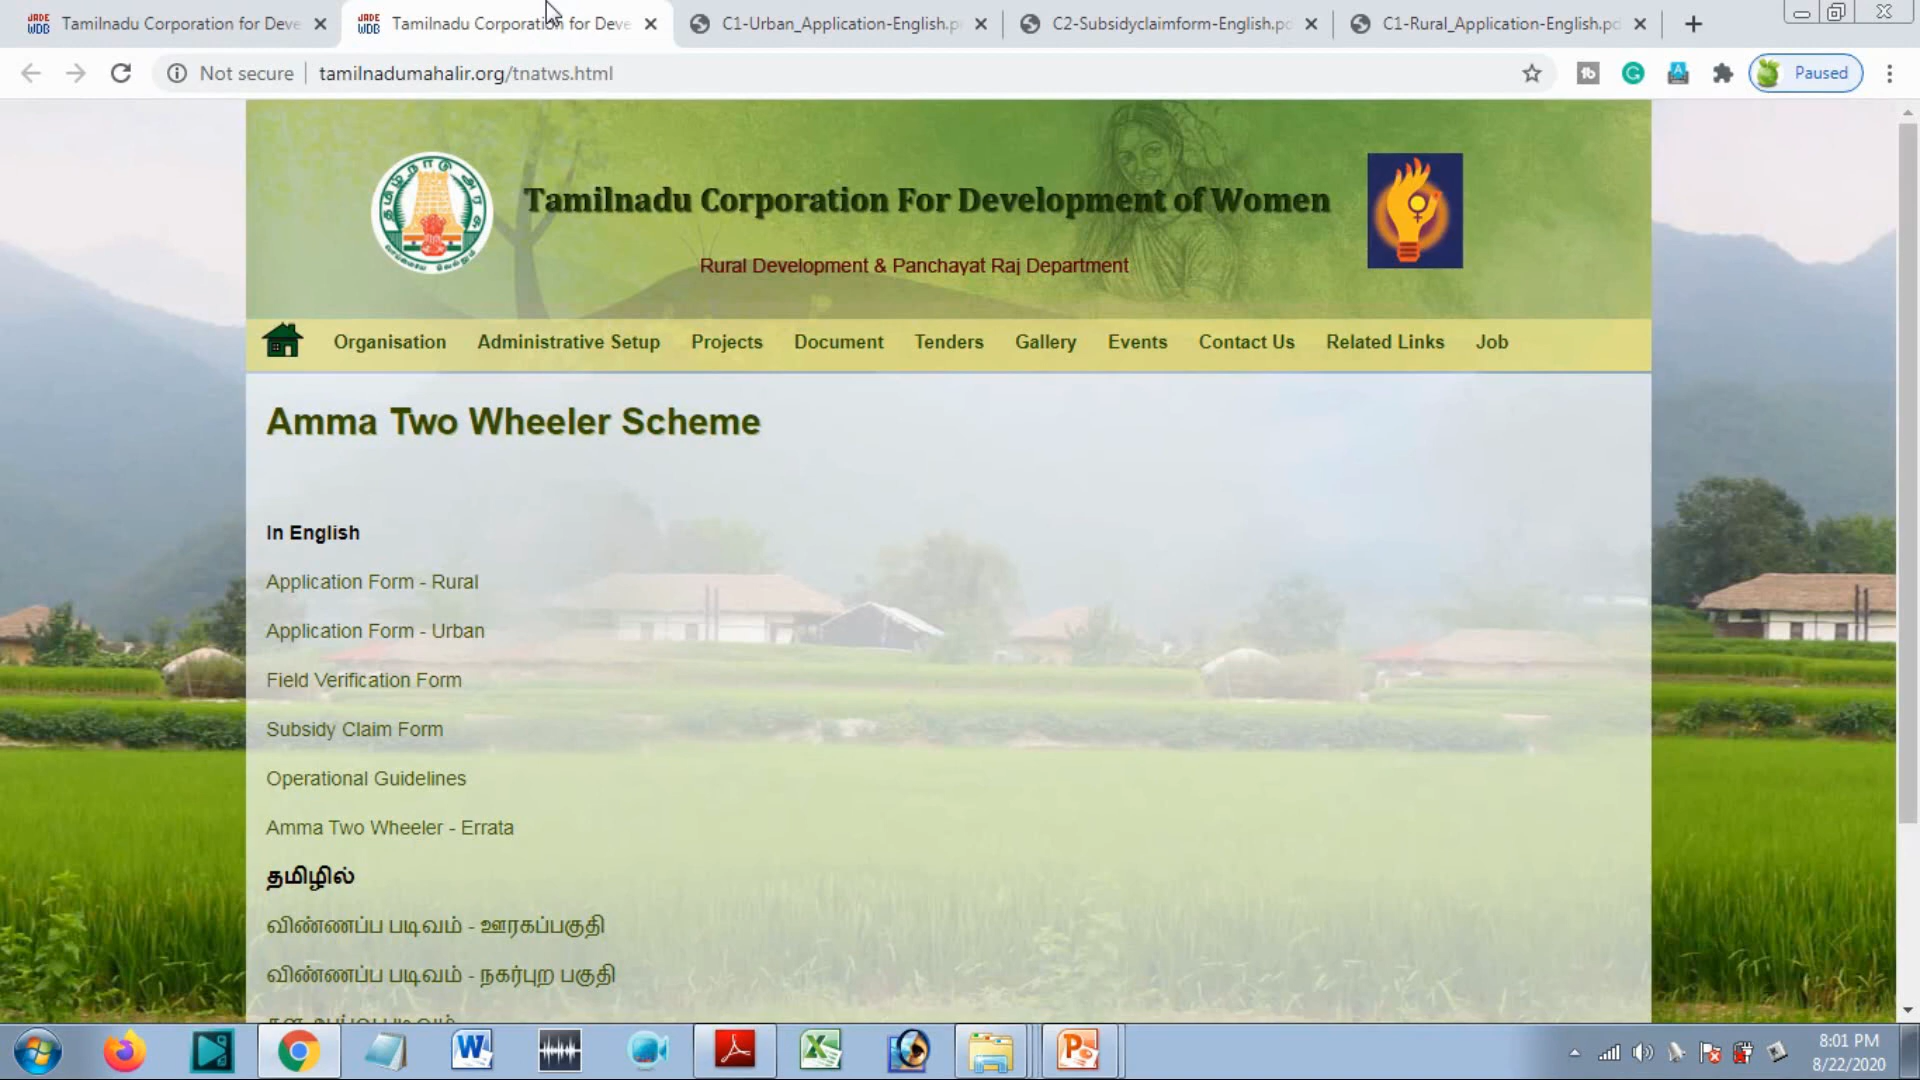 Tamilnadu Corporation for Deve
Tamilnadu Corporation for Deve
C1-Urban_Application-English.p
C2-Subsidyclaimform-English.pd
C1-Rural_Application-English.pd
Not secure
tamilnadumahalir.org/tnatws.html
Paused
தமிழ்நாடு அரசு
வாய்மையே வெல்லும்
Tamilnadu Corporation For Development of Women
Rural Development & Panchayat Raj Department
Organisation
Administrative Setup
Projects
Document
Tenders
Gallery
Events
Contact Us
Related Links
Job
Amma Two Wheeler Scheme
In English
Application Form - Rural
Application Form - Urban
Field Verification Form
Subsidy Claim Form
Operational Guidelines
Amma Two Wheeler - Errata
தமிழில்
விண்ணப்ப படிவம் - ஊரகப்பகுதி
விண்ணப்ப படிவம் - நகர்புற பகுதி
8:01 PM
8/22/2020